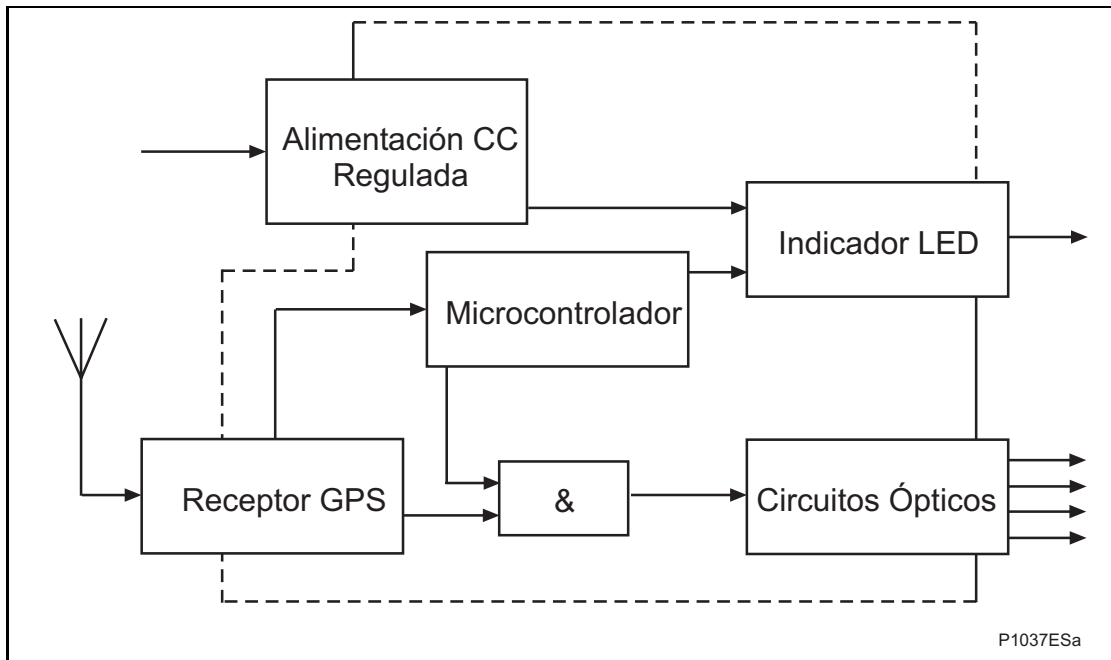 Alimentación CC
Regulada
Indicador LED
Microcontrolador
Receptor GPS
&
Circuitos Ópticos
P1037ESa